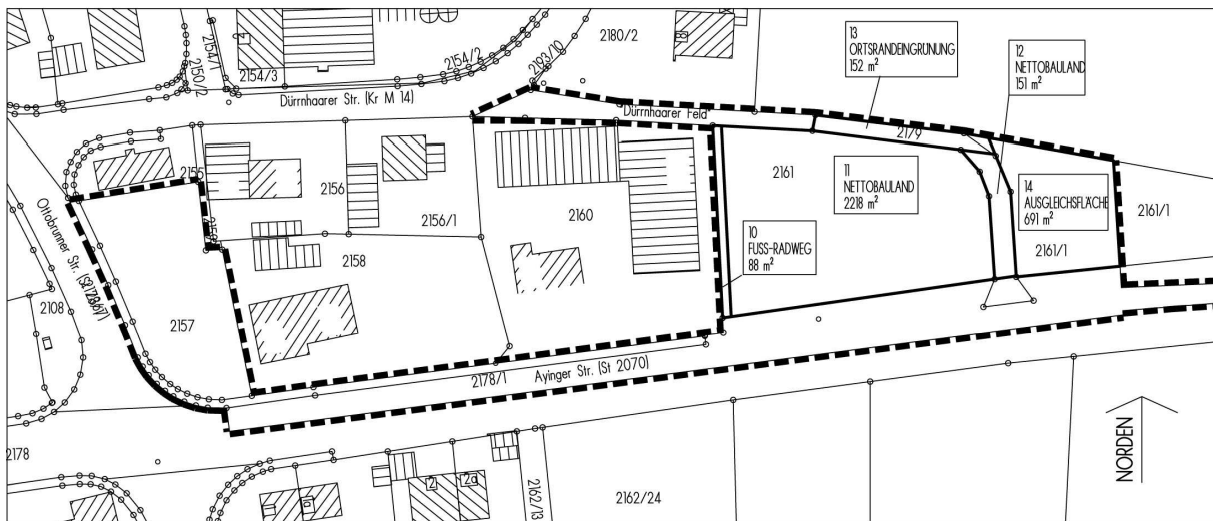 2180/2
13
ORTSRANDEINGRÜNUNG
152 m²
12
NETTOBAULAND
151 m²
2150/2
2154/1
2154/3
2154/2
2193/10
Dürrnhaarer Str. (Kr M 14)
"Dürrnhaarer Feld"
2179
2155
2156
2156/1
2160
2161
11
NETTOBAULAND
2218 m²
14
AUSGLEICHSFLÄCHE
691 m²
2161/1
2161/1
10
FUSS-RADWEG
88 m²
2158
Ottobrunner Str.
2108
2157
2178/1
Ayinger Str. (St 2070)
NORDEN
2178
2
2a
2162/13
2162/24